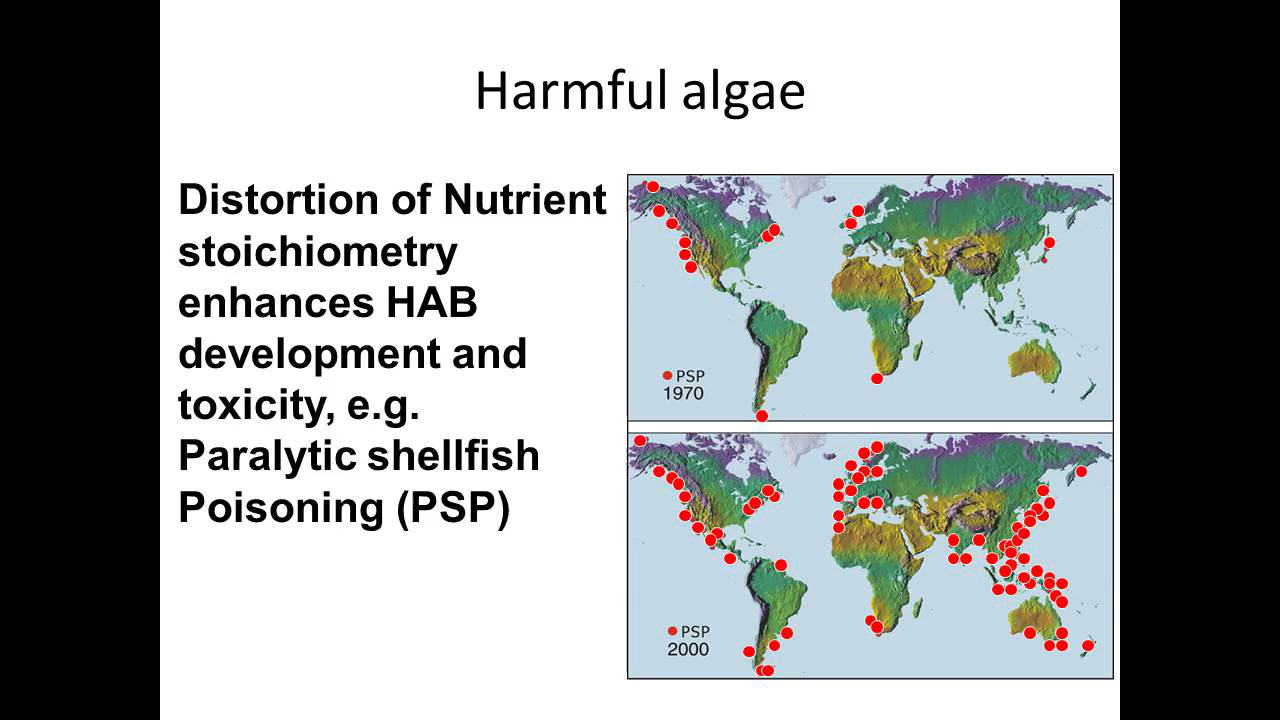 Harmful algae
Distortion of Nutrient
stoichiometry
enhances HAB
development and
toxicity, e.g.
Paralytic shellfish
Poisoning (PSP)
PSP
1970
PSP
2000